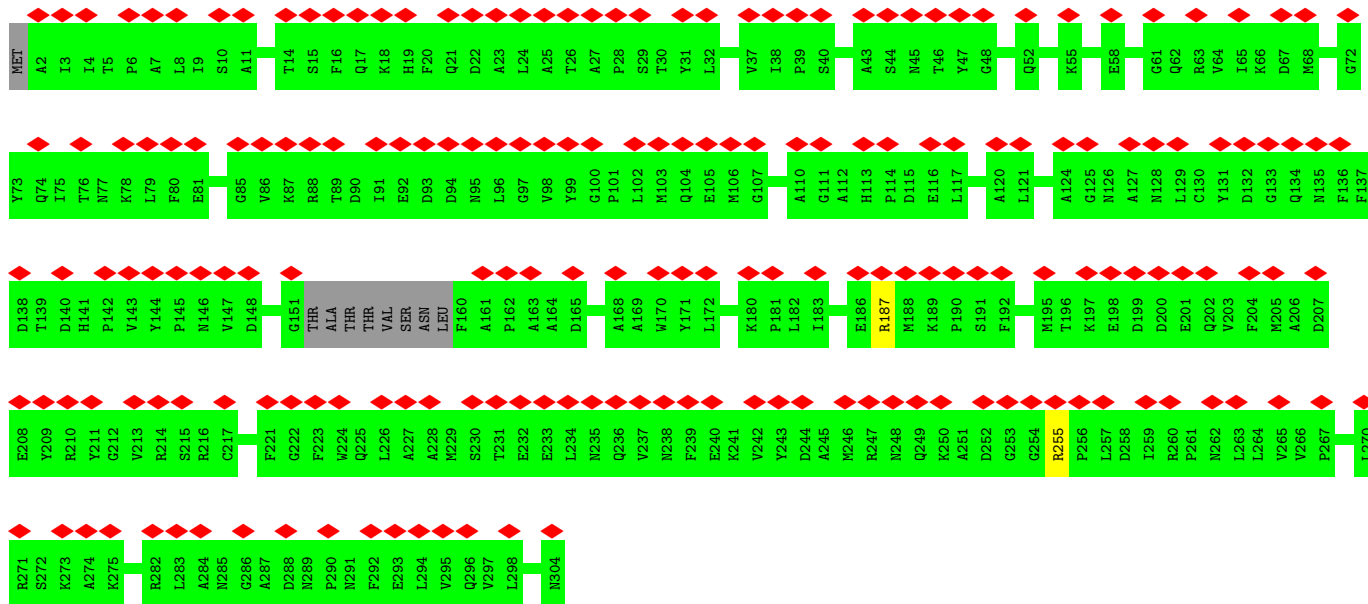 MET A2 I3 I4 T5 P6 A7 L8 I9 S10 A11 T14 S15 F16 Q17 K18 H19 F20 Q21 D22 A23 L24 A25 T26 A27 P28 S29 T30 Y31 L32 V37 I38 P39 S40 A43 S44 N45 T46 Y47 G48 Q52 K55 E58 G61 Q62 R63 V64 I65 K66 D67 M68 G72
Y73 Q74 I75 T76 N77 K78 L79 F80 E81 G85 V86 K87 R88 T89 D90 I91 E92 D93 D94 N95 L96 G97 V98 Y99 G100 P101 L102 M103 Q104 E105 M106 G107 A110 G111 A112 H113 P114 D115 E116 L117 A120 L121 A124 G125 N126 A127 N128 L129 C130 Y131 D132 G133 Q134 N135 F136 F137
D138 T139 D140 H141 P142 V143 Y144 P145 N146 V147 D148 G151 THR ALA THR THR VAL SER ASN LEU F160 A161 P162 A163 A164 D165 A168 A169 W170 Y171 L172 K180 P181 L182 I183 E186 R187 M188 K189 P190 S191 F192 M195 T196 K197 E198 D199 D200 E201 Q202 V203 F204 M205 A206 D207
E208 Y209 R210 Y211 G212 V213 R214 S215 R216 C217 F221 G222 F223 W224 Q225 L226 A227 A228 M229 S230 T231 E232 E233 L234 N235 Q236 V237 N238 F239 E240 K241 V242 Y243 D244 A245 M246 R247 N248 Q249 K250 A251 D252 G253 G254 R255 P256 L257 D258 I259 R260 P261 N262 L263 L264 V265 V266 P267 L270
R271 S272 K273 A274 K275 R282 L283 A284 N285 G286 A287 D288 N289 P290 N291 F292 E293 L294 V295 Q296 V297 L298 N304